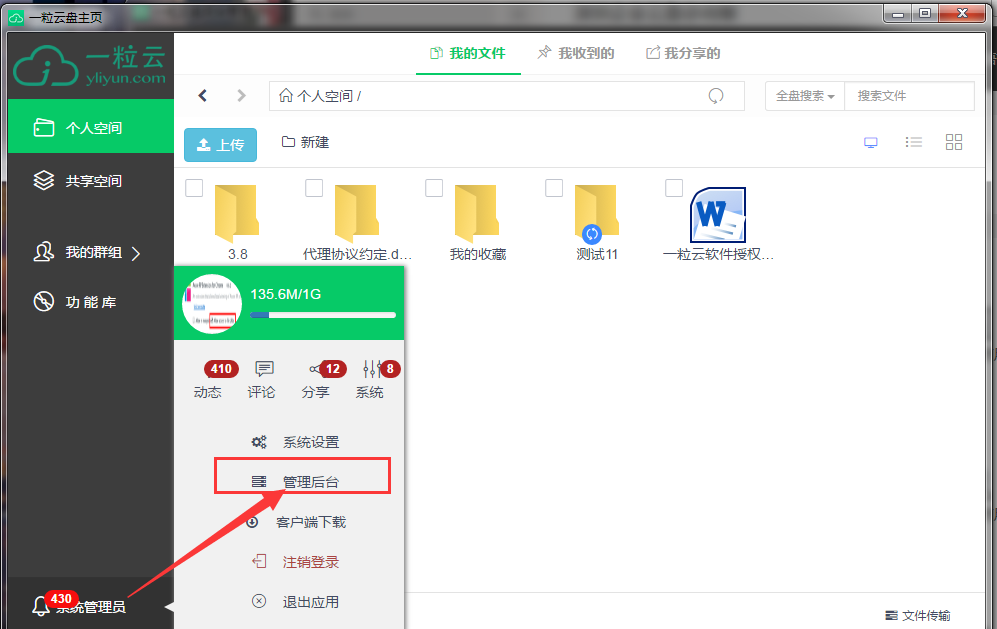 一粒云盘主页
一粒云
yliyun.com
我的文件
我收到的
我分享的
个人空间 /
全盘搜索
搜索文件
个人空间
上传
新建
共享空间
我的群组
功 能 库
3.8
代理协议约定.d...
我的收藏
测试11
一粒云软件授权...
135.6M/1G
410
12
8
动态
评论
分享
系统
系统设置
管理后台
客户端下载
注销登录
退出应用
430
系统管理员
文件传输